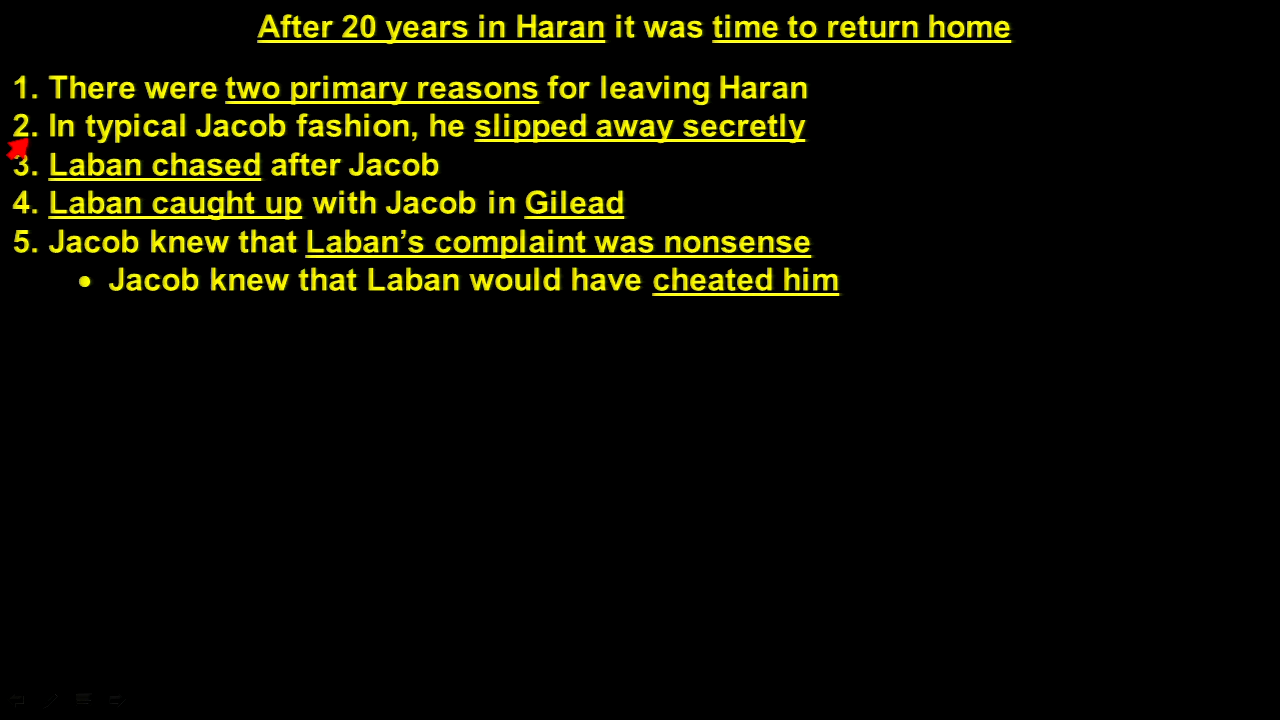 After 20 years in Haran it was time to return home
1. There were two primary reasons for leaving Haran
2. In typical Jacob fashion, he slipped away secretly
3. Laban chased after Jacob
4. Laban caught up with Jacob in Gilead
5. Jacob knew that Laban’s complaint was nonsense
• Jacob knew that Laban would have cheated him